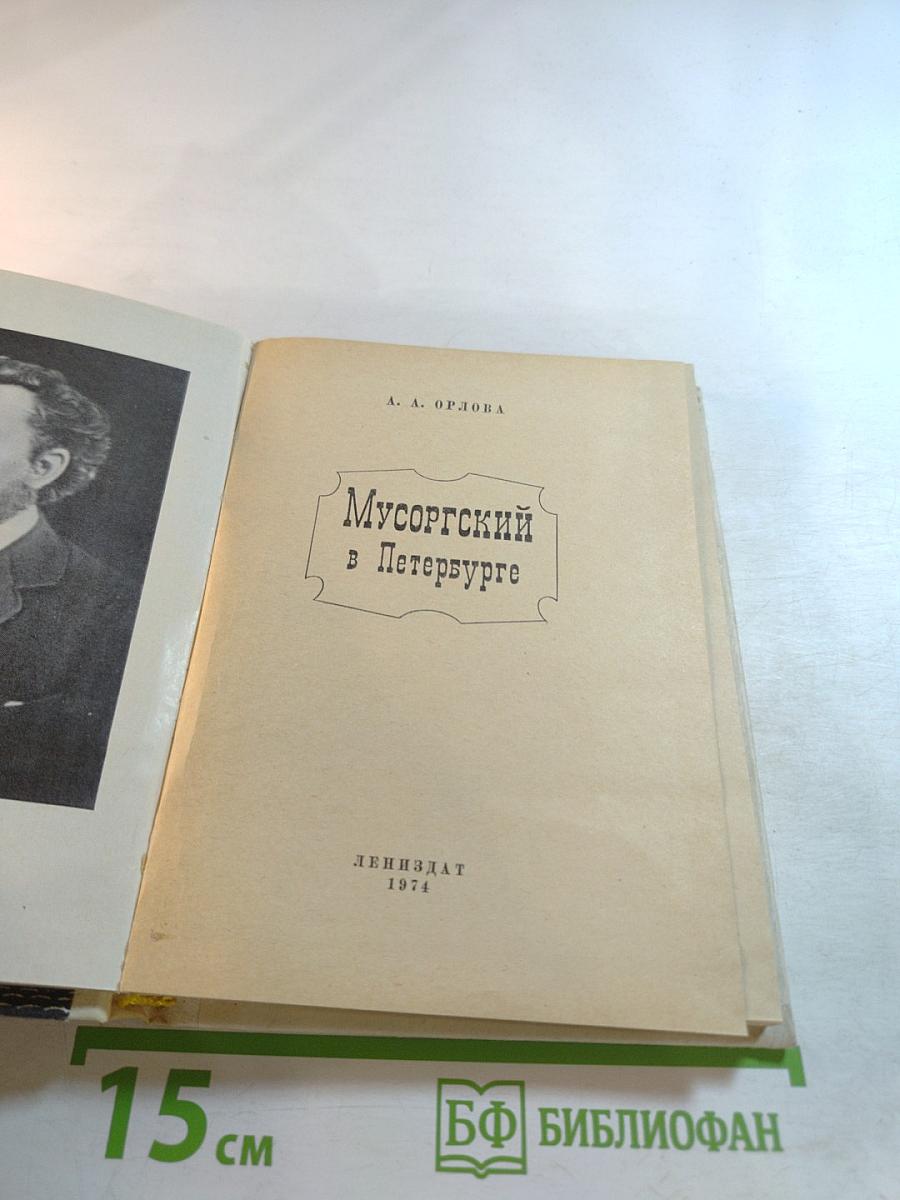 А. А. ОРЛОВА
Мусоргский
в Петербурге
ЛЕНИЗДАТ
1974
15 см
БФ БИБЛИОФАН